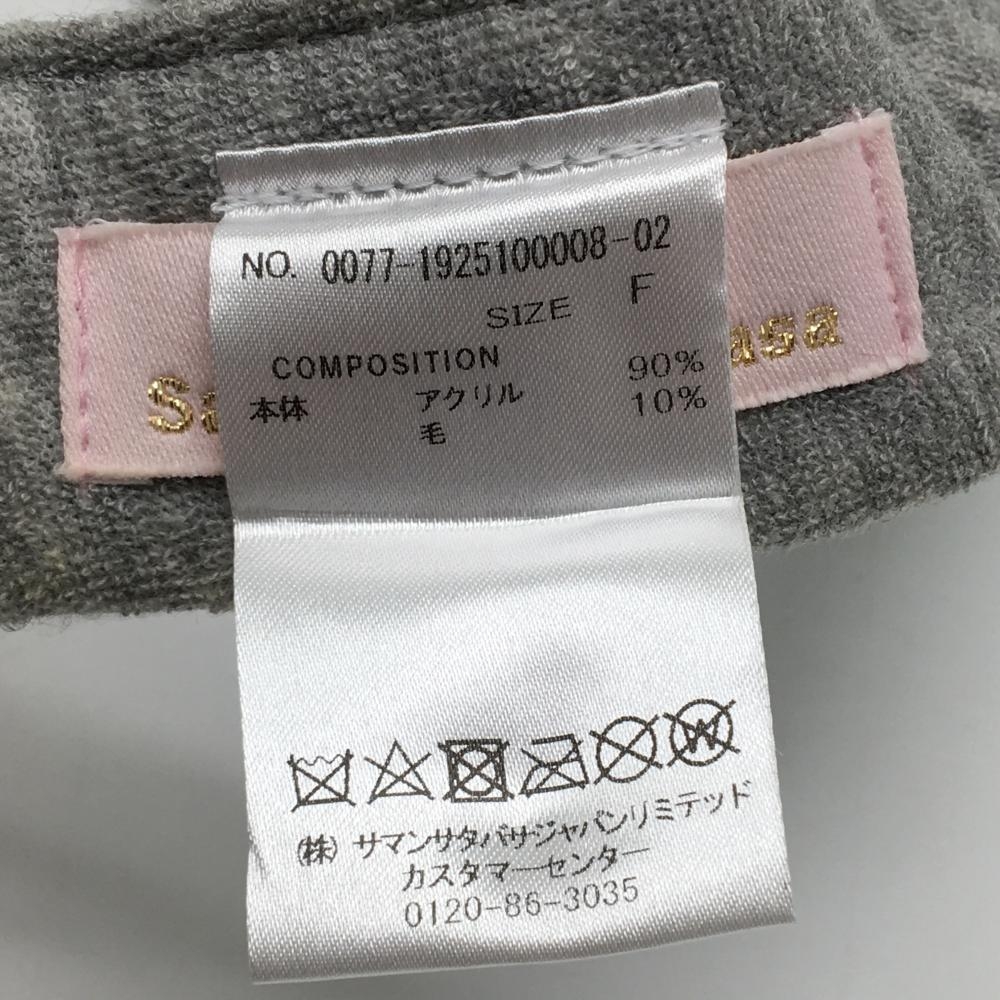 NO. 0077-1925100008-02
SIZE F
COMPOSITION 90%
本体 アクリル 10%
毛
Sa asa
W
(株) サマンサタバサジャパンリミテッド
カスタマーセンター
0120-86-3035